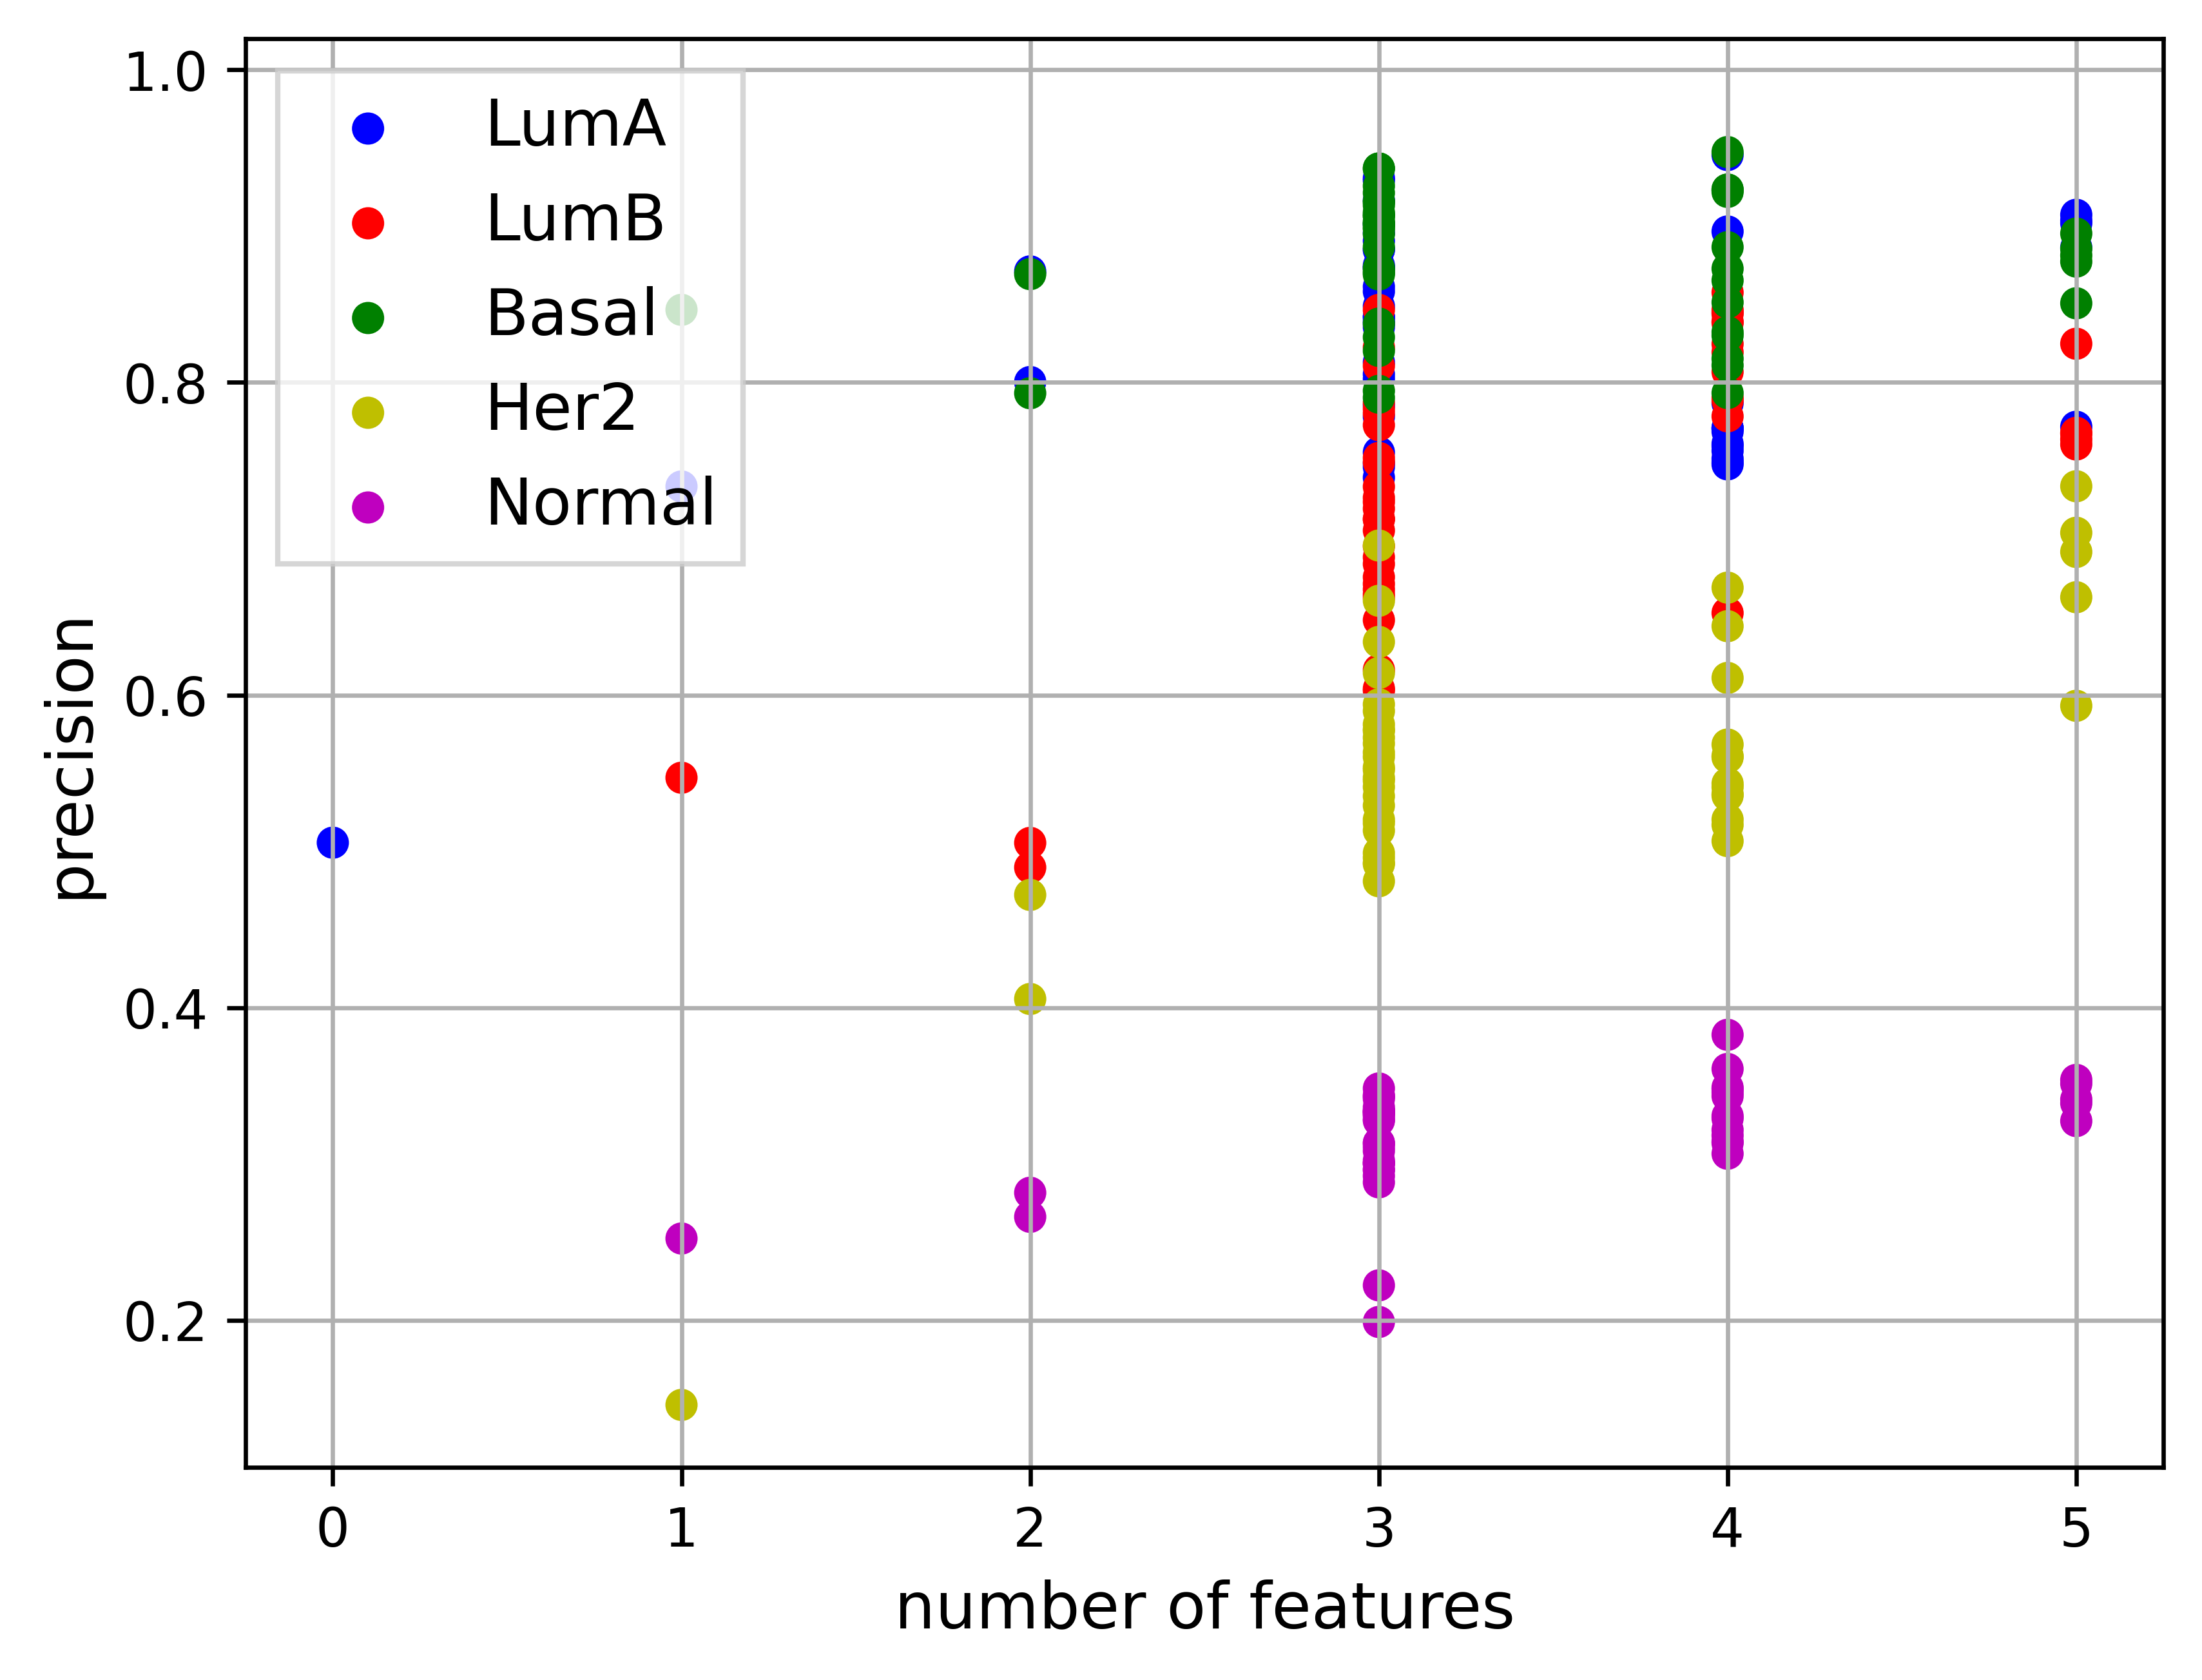 1.0
0.8
0.6
0.4
0.2
precision
LumA
LumB
Basal
Her2
Normal
0 1 2 3 4 5
number of features